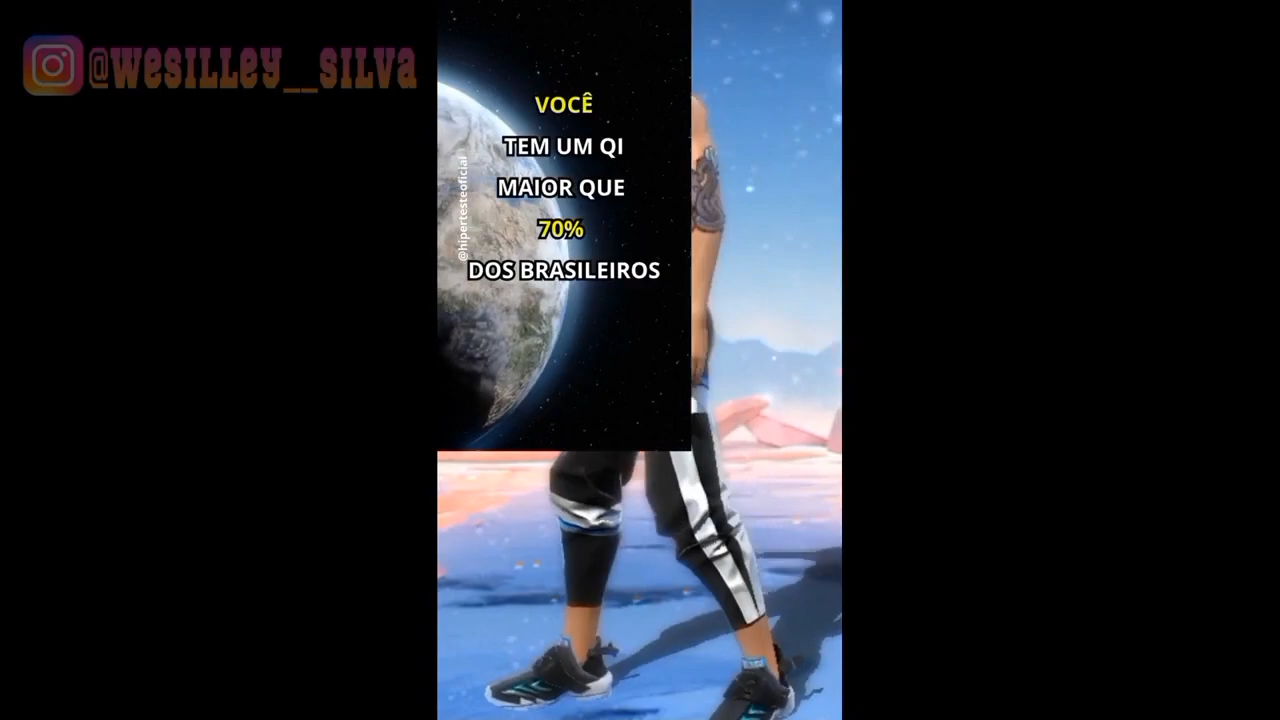 @WESILLEY__SILVA
VOCÊ
TEM UM QI
MAIOR QUE
70%
DOS BRASILEIROS
@hipertesteoficial